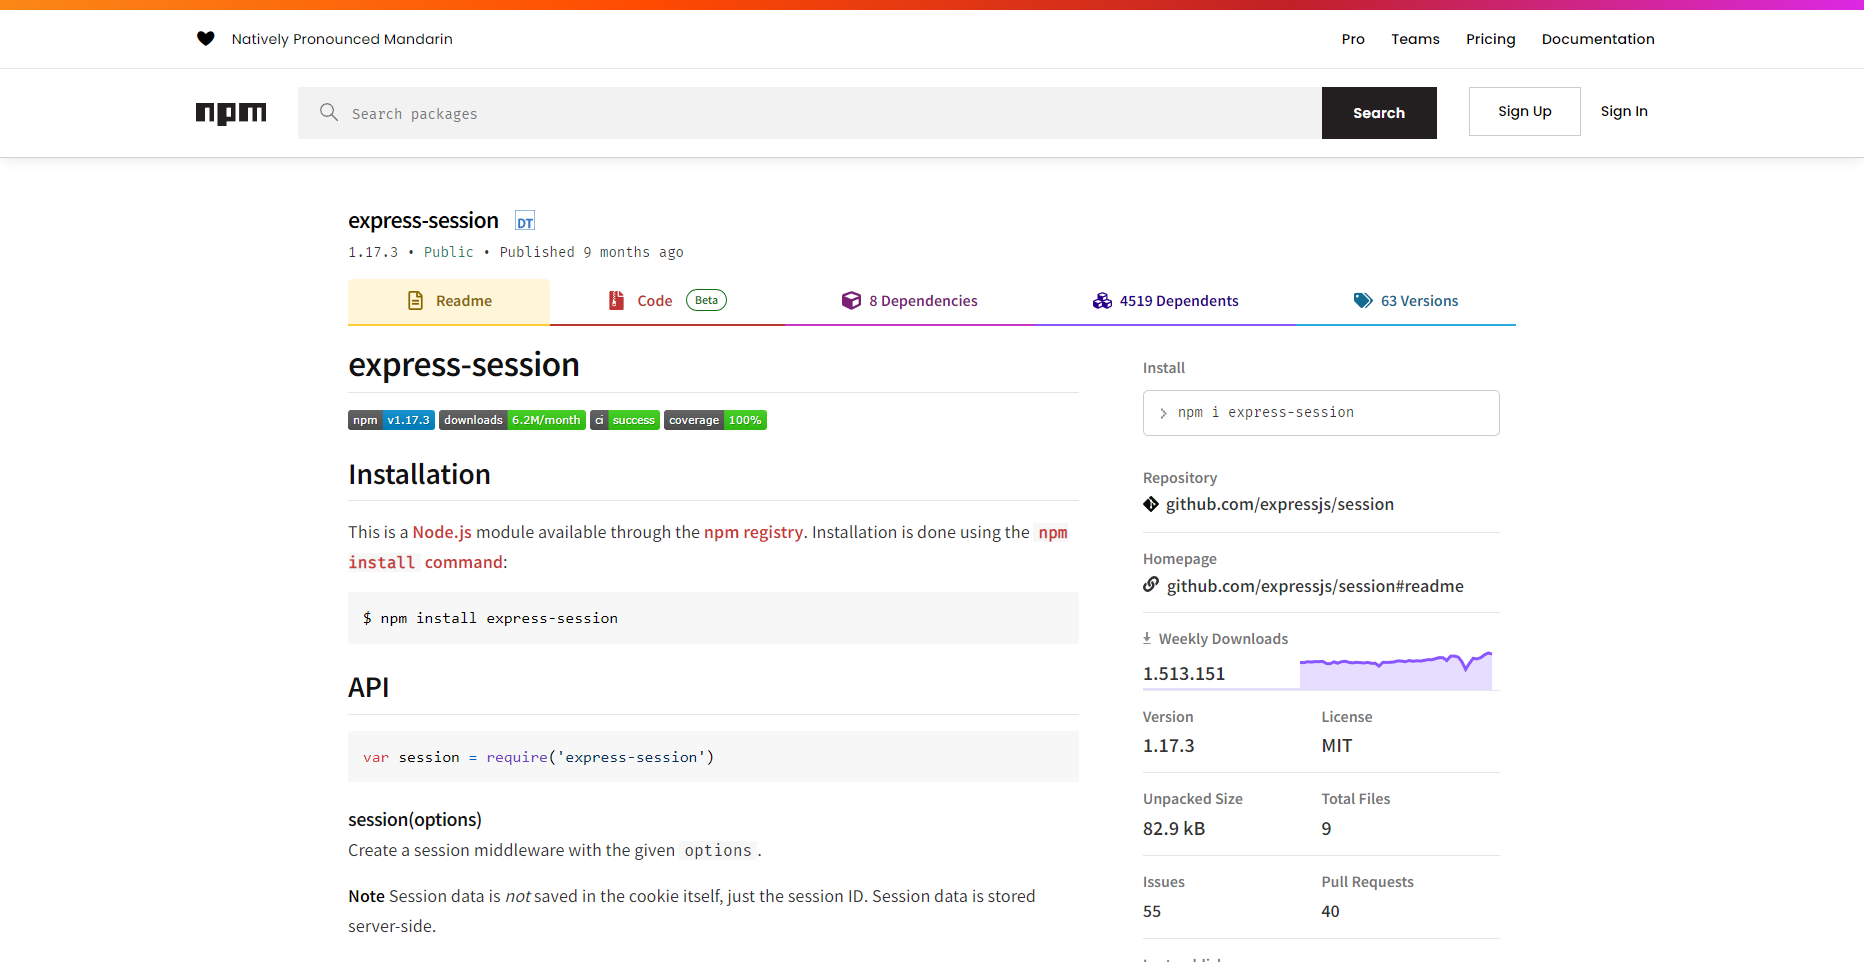 Natively Pronounced Mandarin
Pro Teams Pricing Documentation
npm
Search packages
Search
Sign Up
Sign In
express-session DT
1.17.3 • Public • Published 9 months ago
Readme
Code Beta
8 Dependencies
4519 Dependents
63 Versions
express-session
npm v1.17.3 downloads 6.2M/month ci success coverage 100%
Installation
This is a Node.js module available through the npm registry. Installation is done using the npm
install command:
$ npm install express-session
API
var session = require('express-session')
session(options)
Create a session middleware with the given options.
Note Session data is not saved in the cookie itself, just the session ID. Session data is stored
server-side.
Install
> npm i express-session
Repository
github.com/expressjs/session
Homepage
github.com/expressjs/session#readme
Weekly Downloads
1.513.151
Version License
1.17.3 MIT
Unpacked Size Total Files
82.9 kB 9
Issues Pull Requests
55 40